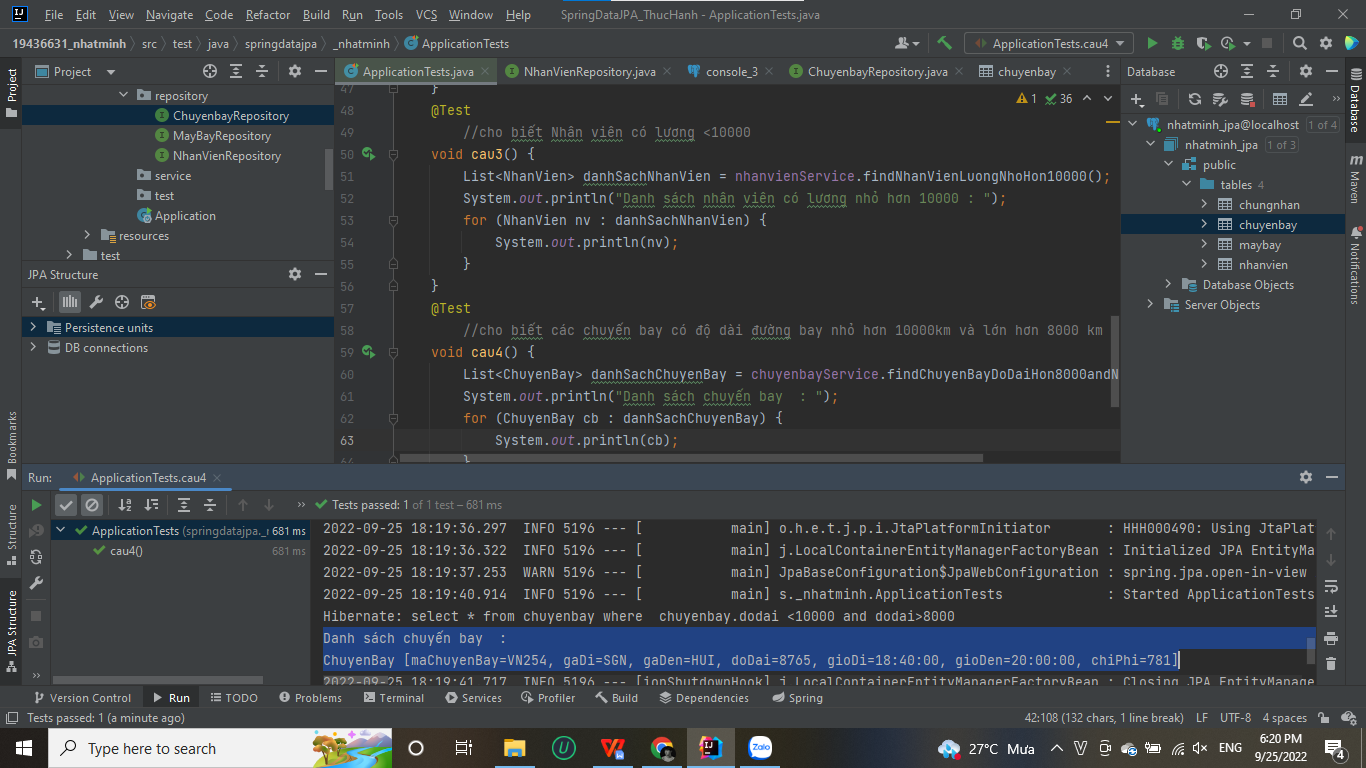 File Edit View Navigate Code Refactor Build Run Tools VCS Window Help SpringDataJPA_ThucHanh - ApplicationTests.java
19436631_nhatminh src test java springdatajpa _nhatminh ApplicationTests ApplicationTests.cau4
Project ApplicationTests.java NhanVienRepository.java console_3 ChuyenbayRepository.java chuyenbay Database
Project
repository
ChuyenbayRepository
MayBayRepository
NhanVienRepository
service
test
Application
resources
test
JPA Structure
Persistence units
DB connections
1 36
47 }
48 @Test
49 //cho biết Nhân viên có lương <10000
50 void cau3() {
51 List<NhanVien> danhSachNhanVien = nhanvienService.findNhanVienLuongNhoHon10000();
52 System.out.println("Danh sách nhân viên có lương nhỏ hơn 10000 : ");
53 for (NhanVien nv : danhSachNhanVien) {
54 System.out.println(nv);
55 }
56 }
57 @Test
58 //cho biết các chuyến bay có độ dài đường bay nhỏ hơn 10000km và lớn hơn 8000 km
59 void cau4() {
60 List<ChuyenBay> danhSachChuyenBay = chuyenbayService.findChuyenBayDoDaiHon8000andN
61 System.out.println("Danh sách chuyến bay  : ");
62 for (ChuyenBay cb : danhSachChuyenBay) {
63 System.out.println(cb);
64 }
nhatminh_jpa@localhost 1 of 4
nhatminh_jpa 1 of 3
public
tables 4
chungnhan
chuyenbay
maybay
nhanvien
Database Objects
Server Objects
Database
Maven
Notifications
Bookmarks
Structure
JPA Structure
Run: ApplicationTests.cau4
Tests passed: 1 of 1 test – 681 ms
ApplicationTests (springdatajpa._ 681 ms
cau4() 681 ms
2022-09-25 18:19:36.297  INFO 5196 --- [           main] o.h.e.t.j.p.i.JtaPlatformInitiator       : HHH000490: Using JtaPlat
2022-09-25 18:19:36.322  INFO 5196 --- [           main] j.LocalContainerEntityManagerFactoryBean : Initialized JPA EntityMa
2022-09-25 18:19:37.253  WARN 5196 --- [           main] JpaBaseConfiguration$JpaWebConfiguration : spring.jpa.open-in-view
2022-09-25 18:19:40.914  INFO 5196 --- [           main] s._nhatminh.ApplicationTests             : Started ApplicationTests
Hibernate: select * from chuyenbay where  chuyenbay.dodai <10000 and dodai>8000
Danh sách chuyến bay  :
ChuyenBay [maChuyenBay=VN254, gaDi=SGN, gaDen=HUI, doDai=8765, gioDi=18:40:00, gioDen=20:00:00, chiPhi=781]
2022-09-25 18:19:41.717  INFO 5196 --- [ionShutdownHook] j.LocalContainerEntityManagerFactoryBean : Closing JPA EntityManage
Version Control Run TODO Problems Terminal Services Profiler Build Dependencies Spring
Tests passed: 1 (a minute ago) 42:108 (132 chars, 1 line break) LF UTF-8 4 spaces
Type here to search 27°C Mưa ENG 6:20 PM
9/25/2022
Zalo
4